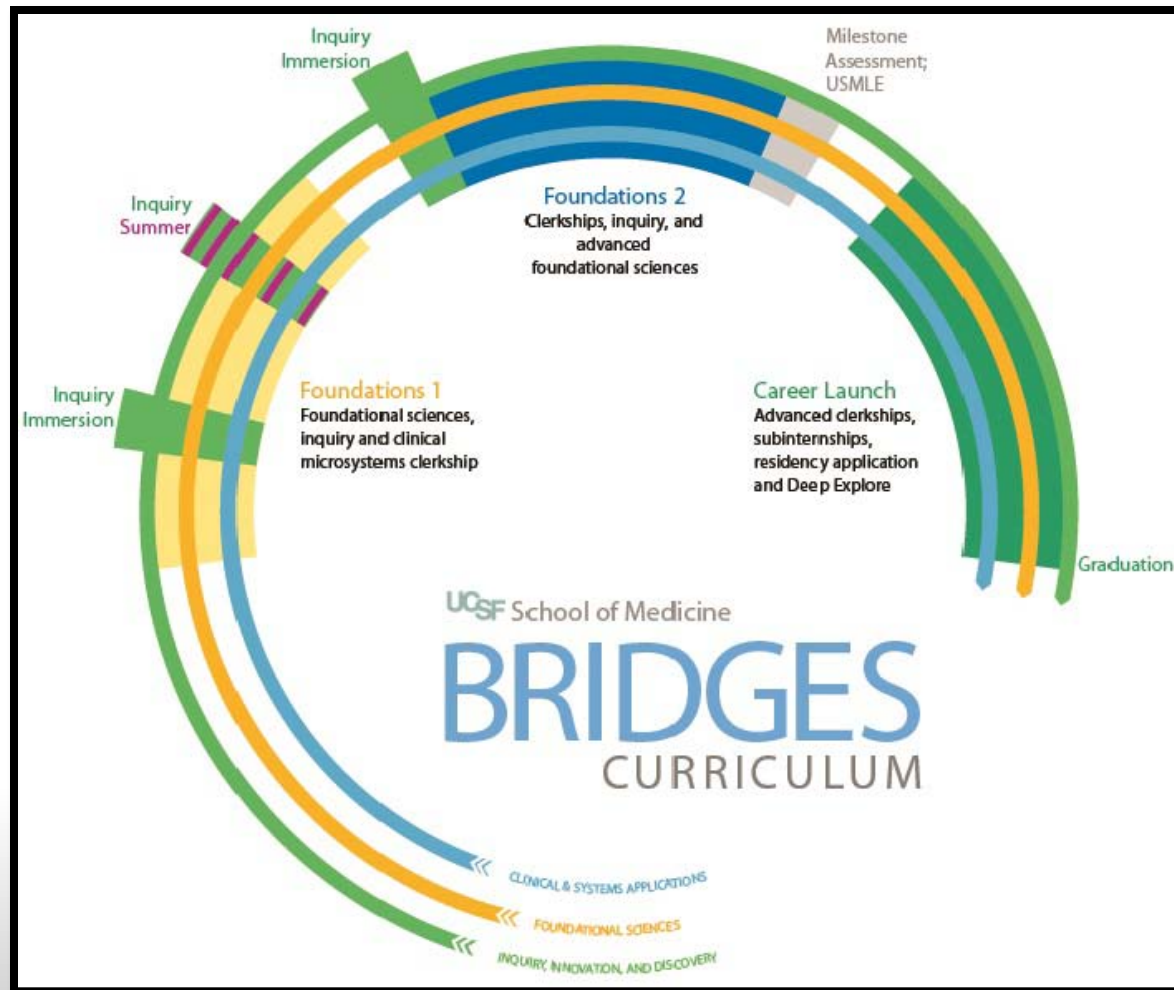 Inquiry
Immersion
Milestone
Assessment;
USMLE
Inquiry
Summer
Foundations 2
Clerkships, inquiry, and
advanced
foundational sciences
Inquiry
Immersion
Foundations 1
Foundational sciences,
inquiry and clinical
microsystems clerkship
Career Launch
Advanced clerkships,
subinternships,
residency application
and Deep Explore
Graduation
UCSF School of Medicine
BRIDGES
CURRICULUM
CLINICAL & SYSTEMS APPLICATIONS
FOUNDATIONAL SCIENCES
INQUIRY, INNOVATION, AND DISCOVERY